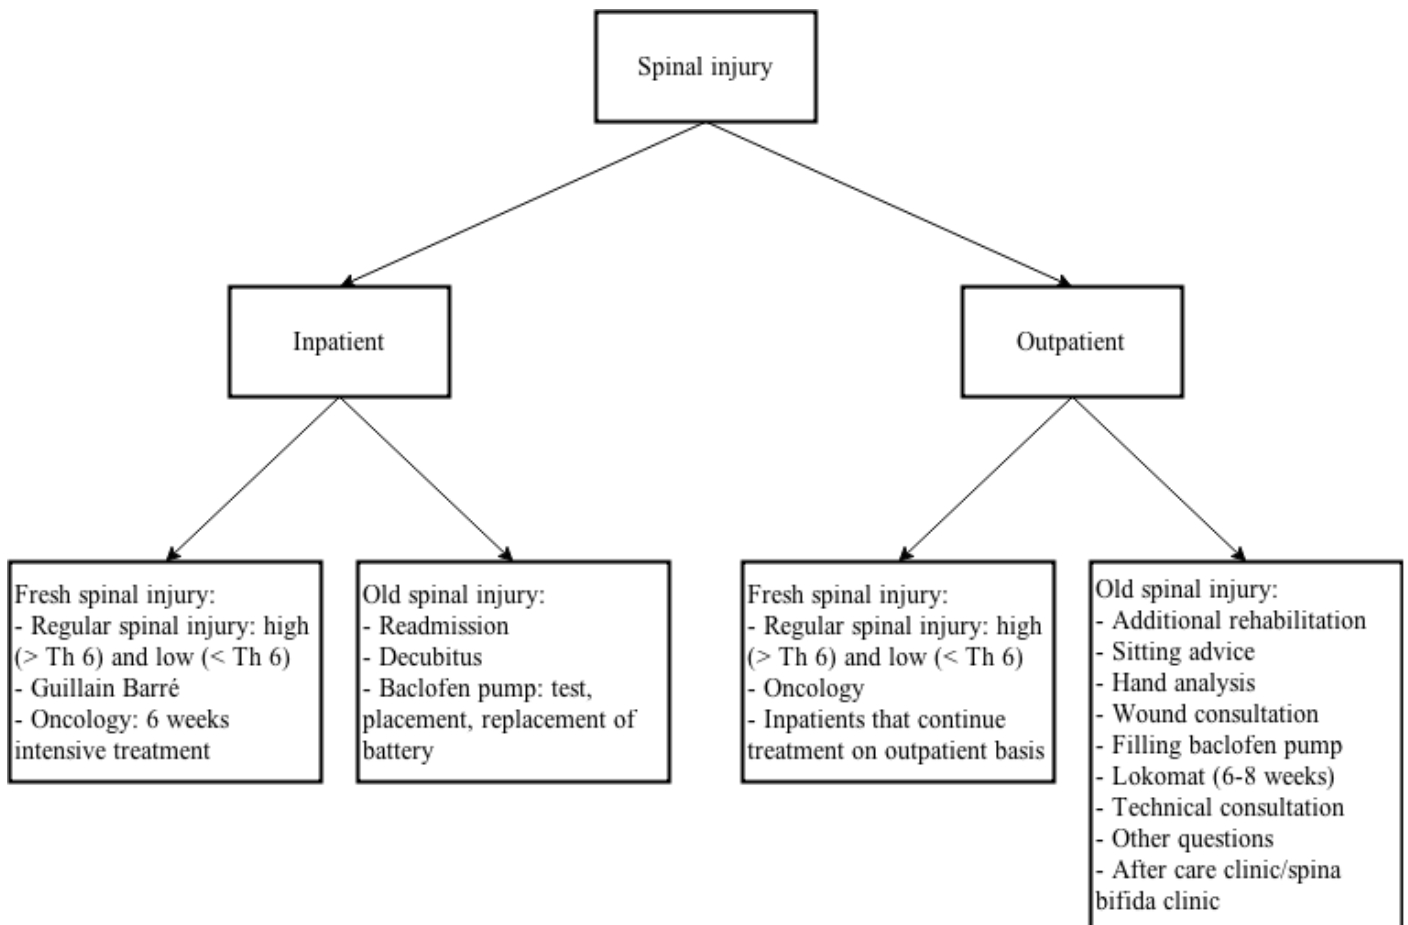 Spinal injury
Inpatient
Outpatient
Fresh spinal injury:
- Regular spinal injury: high
(> Th 6) and low (< Th 6)
- Guillain Barré
- Oncology: 6 weeks
intensive treatment
Old spinal injury:
- Readmission
- Decubitus
- Baclofen pump: test,
placement, replacement of
battery
Fresh spinal injury:
- Regular spinal injury: high
(> Th 6) and low (< Th 6)
- Oncology
- Inpatients that continue
treatment on outpatient basis
Old spinal injury:
- Additional rehabilitation
- Sitting advice
- Hand analysis
- Wound consultation
- Filling baclofen pump
- Lokomat (6-8 weeks)
- Technical consultation
- Other questions
- After care clinic/spina
bifida clinic